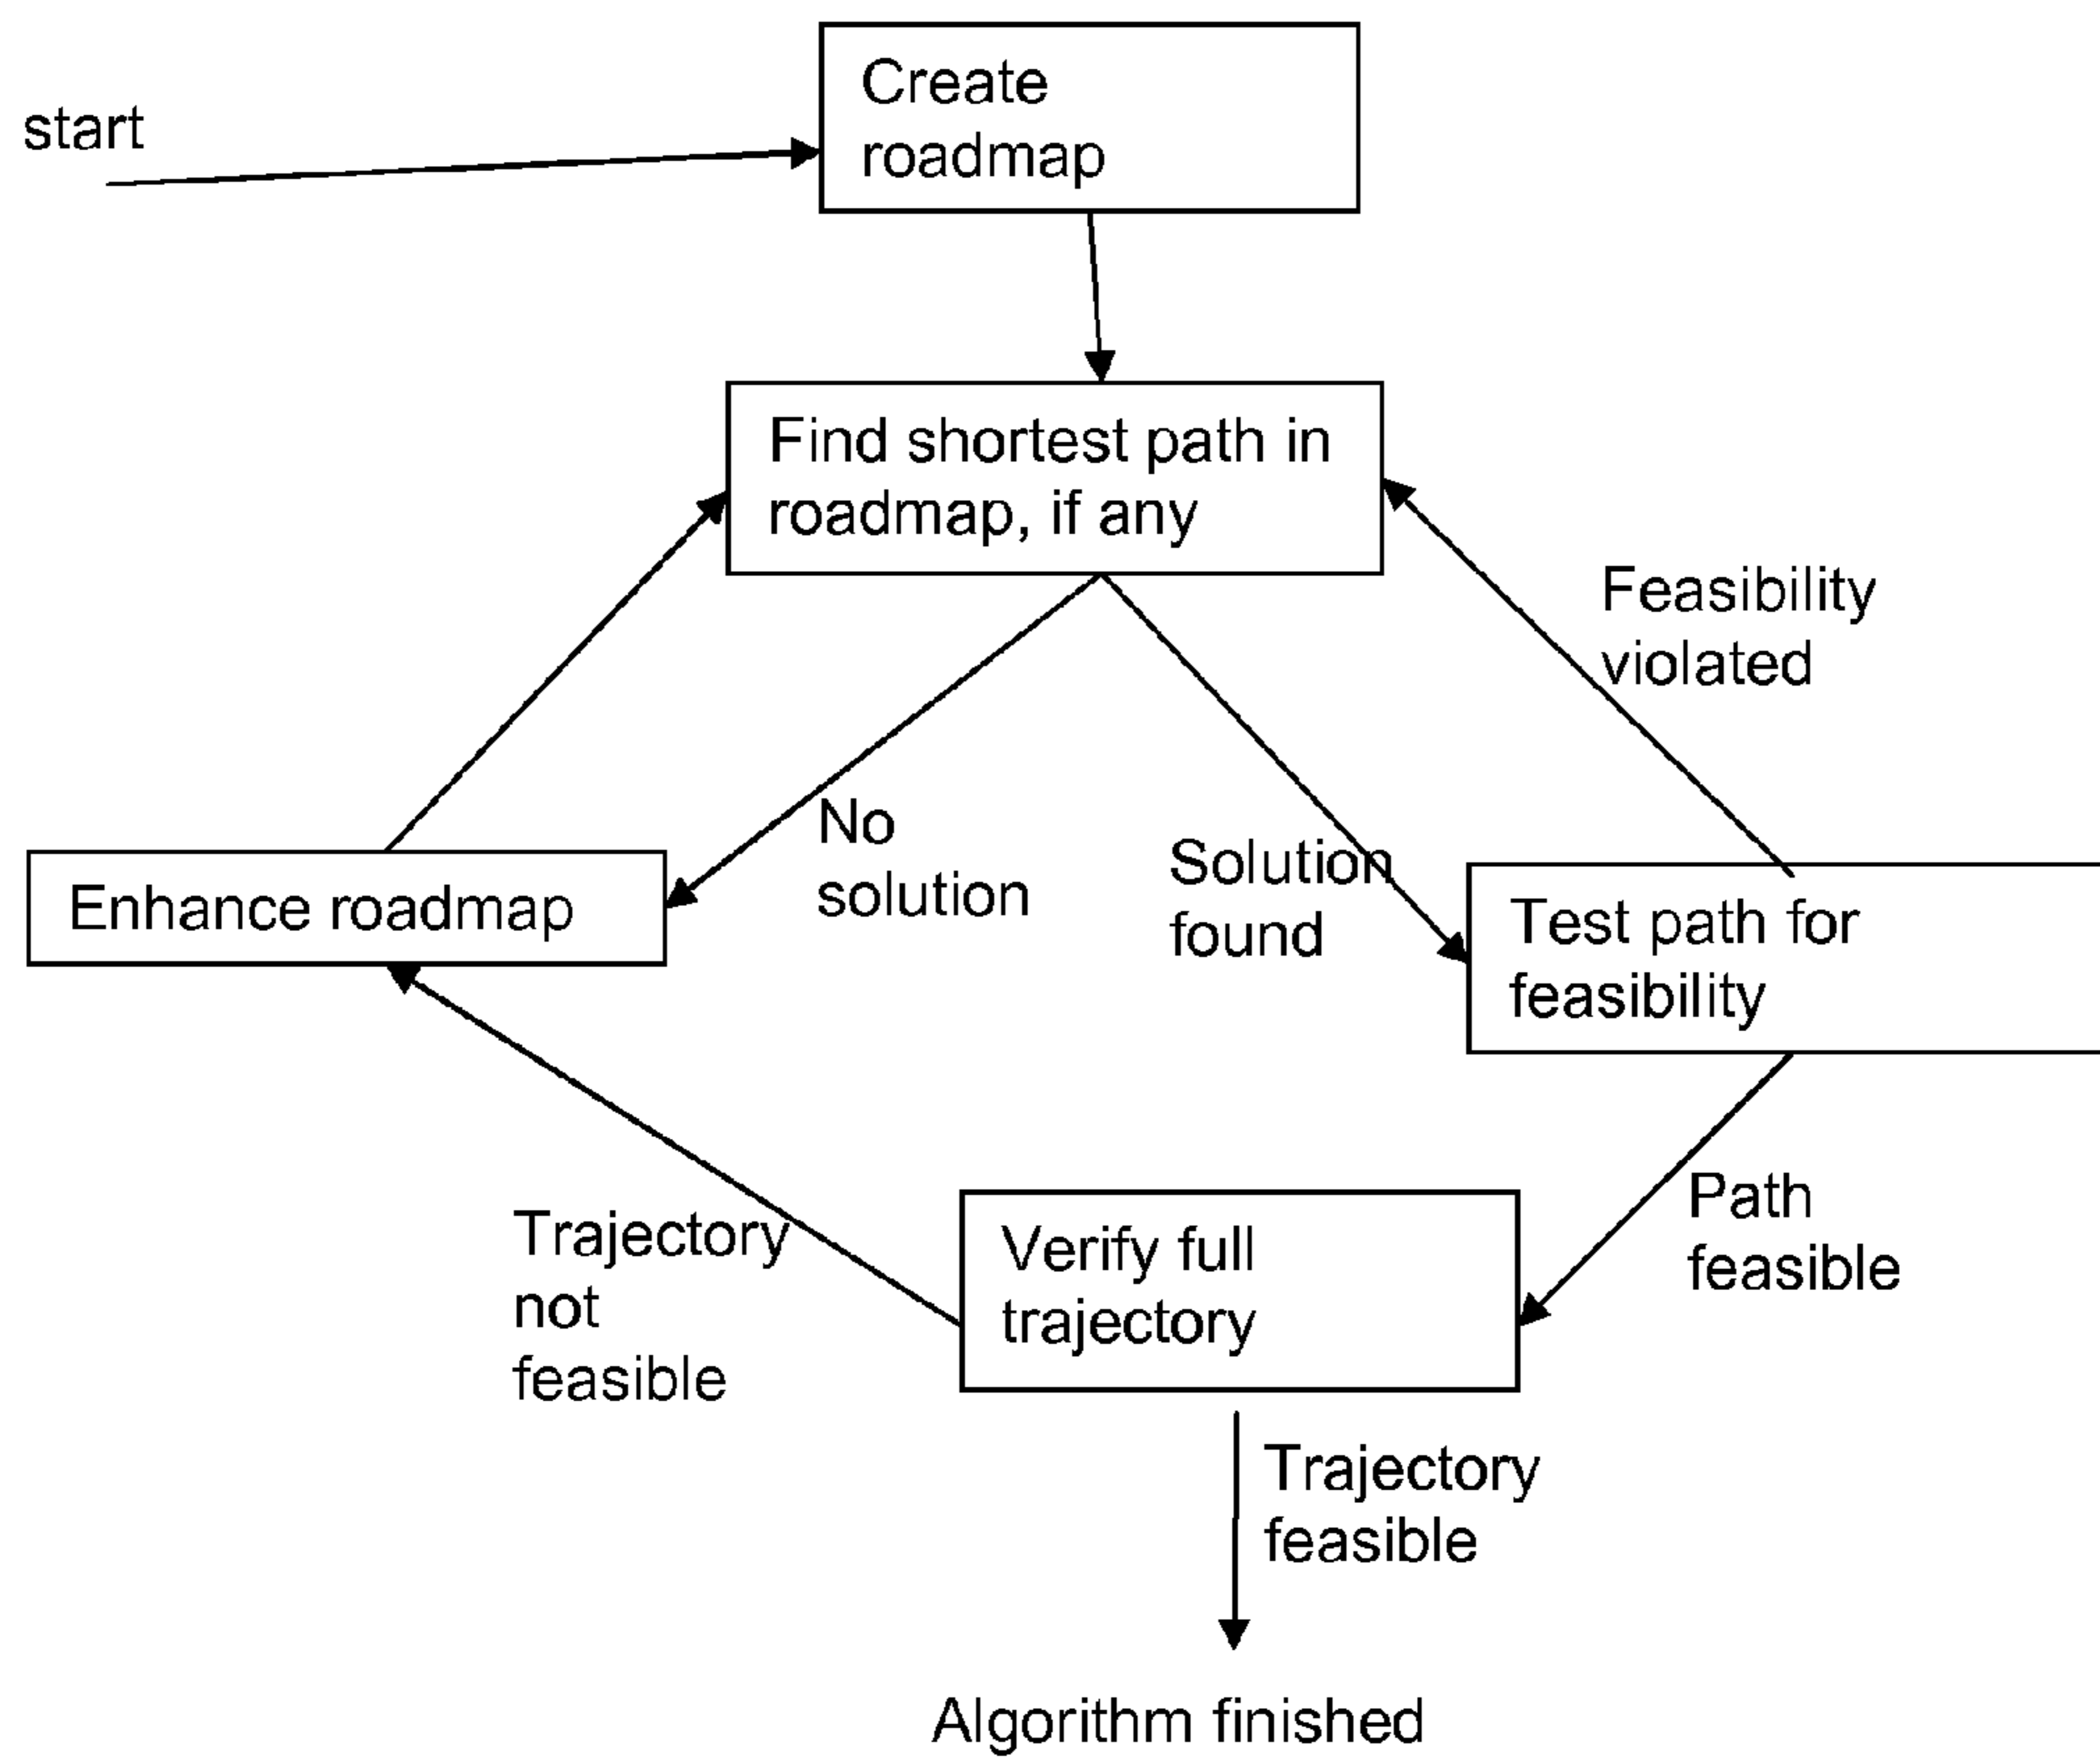 start
Create
roadmap
Find shortest path in
roadmap, if any
Feasibility
violated
No
solution
Solution
found
Enhance roadmap
Test path for
feasibility
Path
feasible
Trajectory
not
feasible
Verify full
trajectory
Trajectory
feasible
Algorithm finished